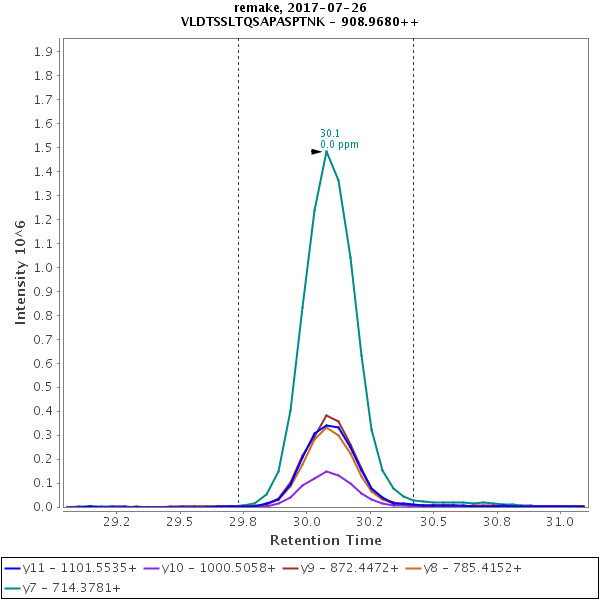 remake, 2017-07-26
VLDTSSLTQSAPASPTNK - 908.9680++
30.1
0.0 ppm
1.9
1.8
1.7
1.6
1.5
1.4
1.3
1.2
1.1
1.0
0.9
0.8
0.7
0.6
0.5
0.4
0.3
0.2
0.1
0.0
Intensity 10^6
29.2 29.5 29.8 30.0 30.2 30.5 30.8 31.0
Retention Time
y11 - 1101.5535+ y10 - 1000.5058+ y9 - 872.4472+ y8 - 785.4152+
y7 - 714.3781+